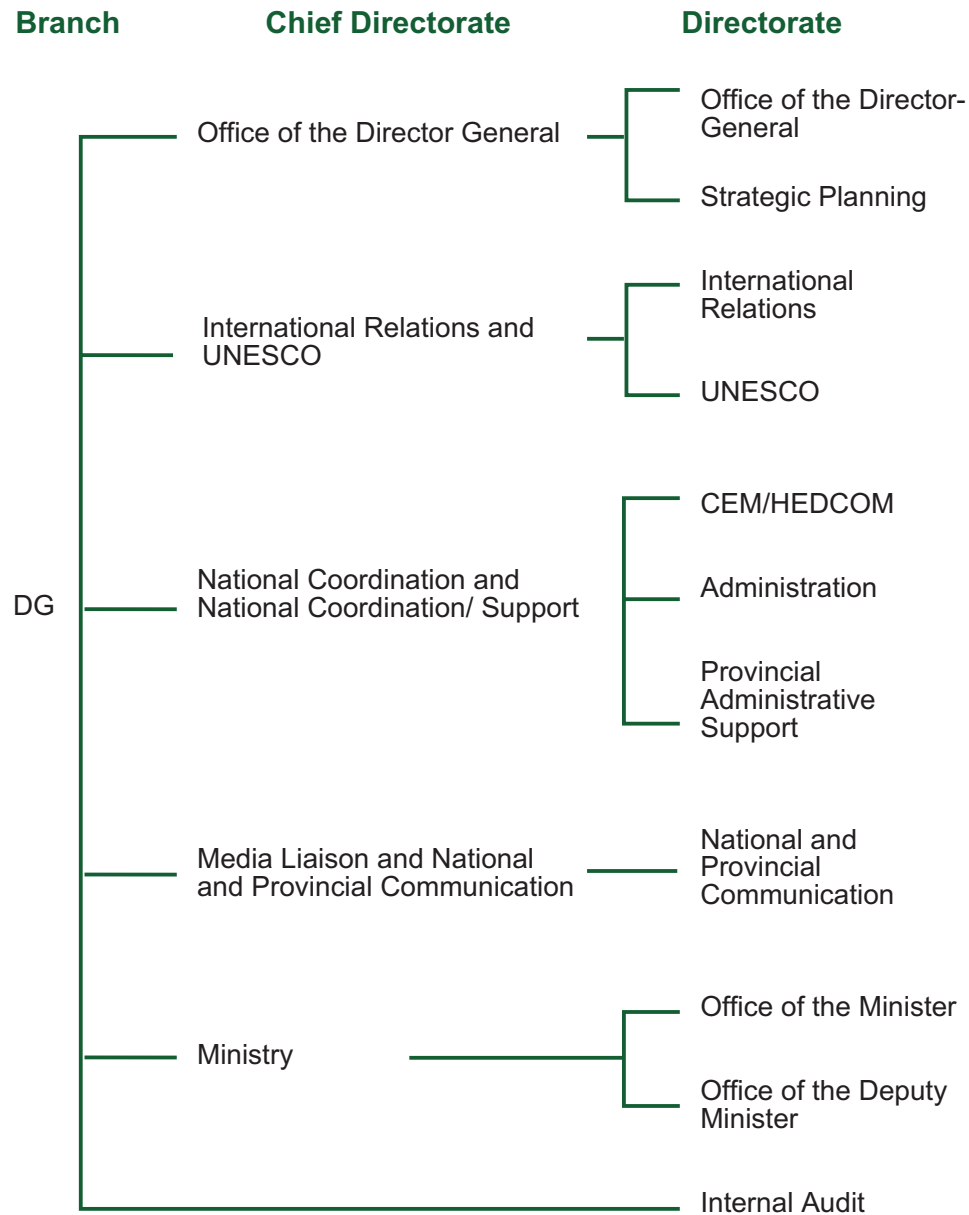 Branch Chief Directorate Directorate
Office of the Director General
Office of the Director-
General
Strategic Planning
International Relations and
UNESCO
International
Relations
UNESCO
DG
National Coordination and
National Coordination/ Support
CEM/HEDCOM
Administration
Provincial
Administrative
Support
Media Liaison and National
and Provincial Communication
National and
Provincial
Communication
Ministry
Office of the Minister
Office of the Deputy
Minister
Internal Audit